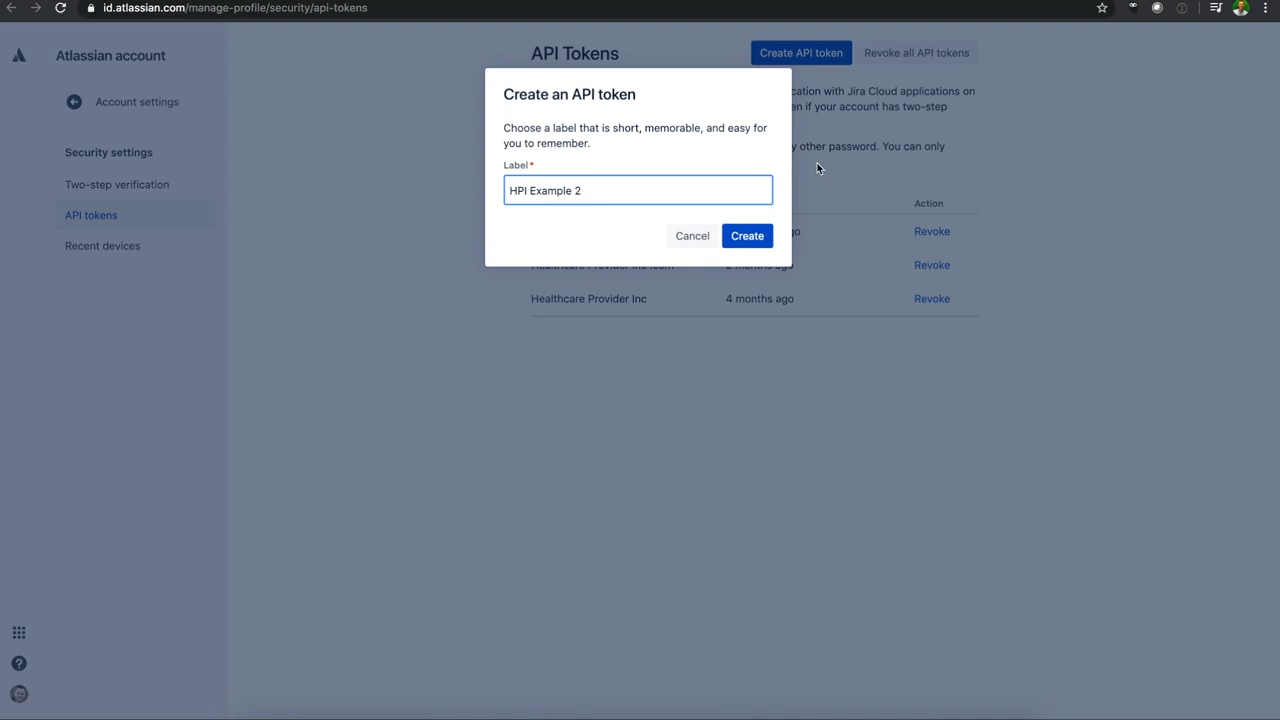 id.atlassian.com/manage-profile/security/api-tokens
Atlassian account
Account settings
Security settings
Two-step verification
API tokens
Recent devices
API Tokens
Create API token
Revoke all API tokens
cation with Jira Cloud applications on
en if your account has two-step
y other password. You can only
Action
go
Revoke
2 months ago
Revoke
Healthcare Provider Inc
4 months ago
Revoke
Create an API token
Choose a label that is short, memorable, and easy for
you to remember.
Label*
HPI Example 2
Cancel
Create